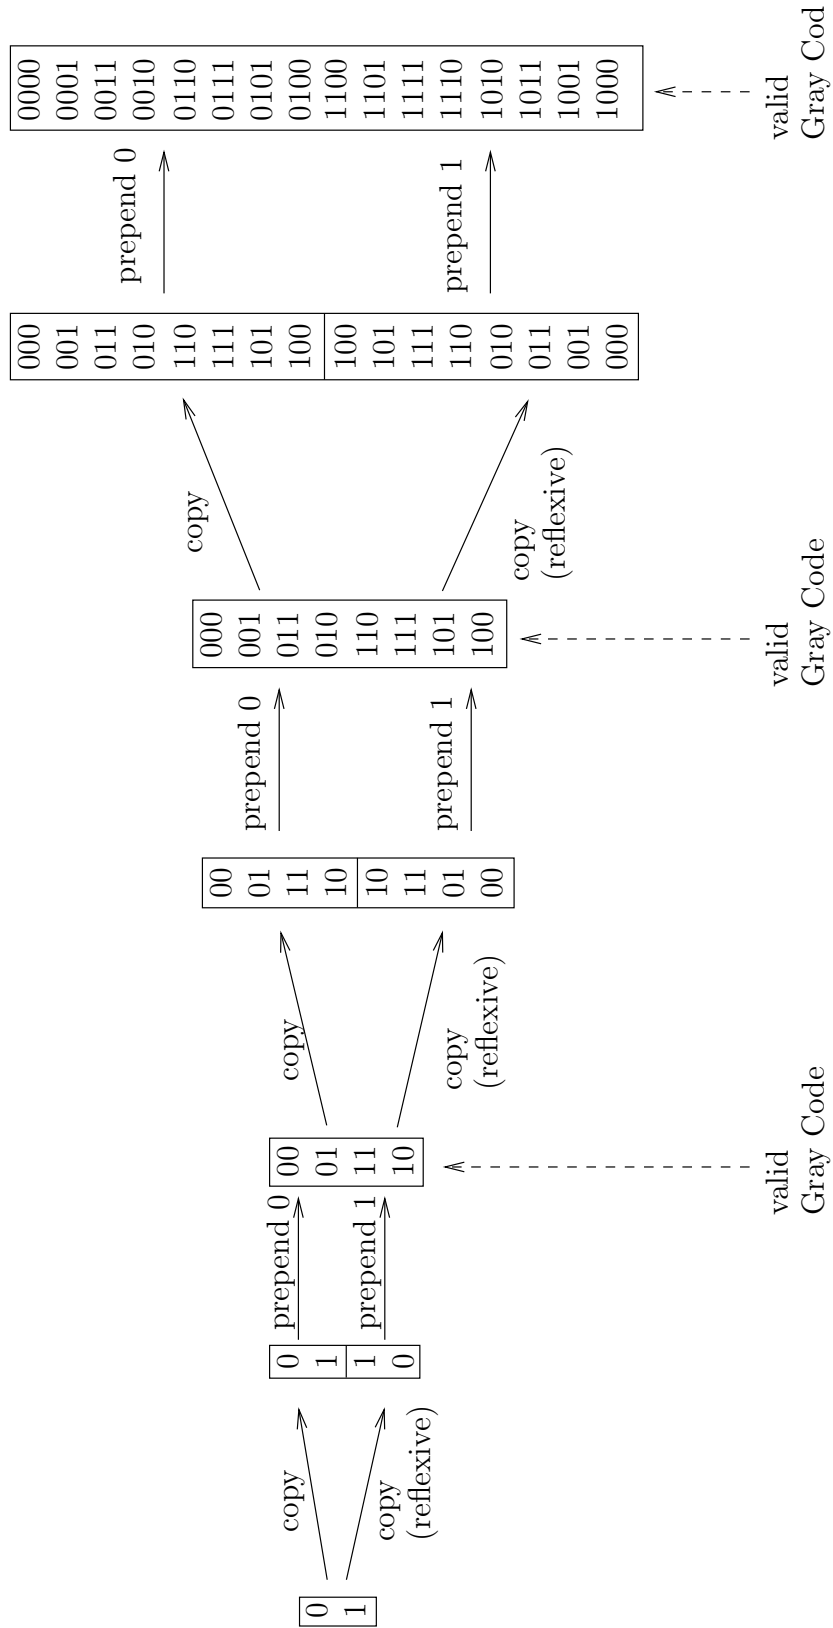 0
1
copy
copy
(reflexive)
0
1
1
0
prepend 0
prepend 1
00
01
11
10
valid
Gray Code
copy
copy
(reflexive)
00
01
11
10
10
11
01
00
prepend 0
prepend 1
000
001
011
010
110
111
101
100
valid
Gray Code
copy
copy
(reflexive)
000
001
011
010
110
111
101
100
100
101
111
110
010
011
001
000
prepend 0
prepend 1
0000
0001
0011
0010
0110
0111
0101
0100
1100
1101
1111
1110
1010
1011
1001
1000
valid
Gray Cod